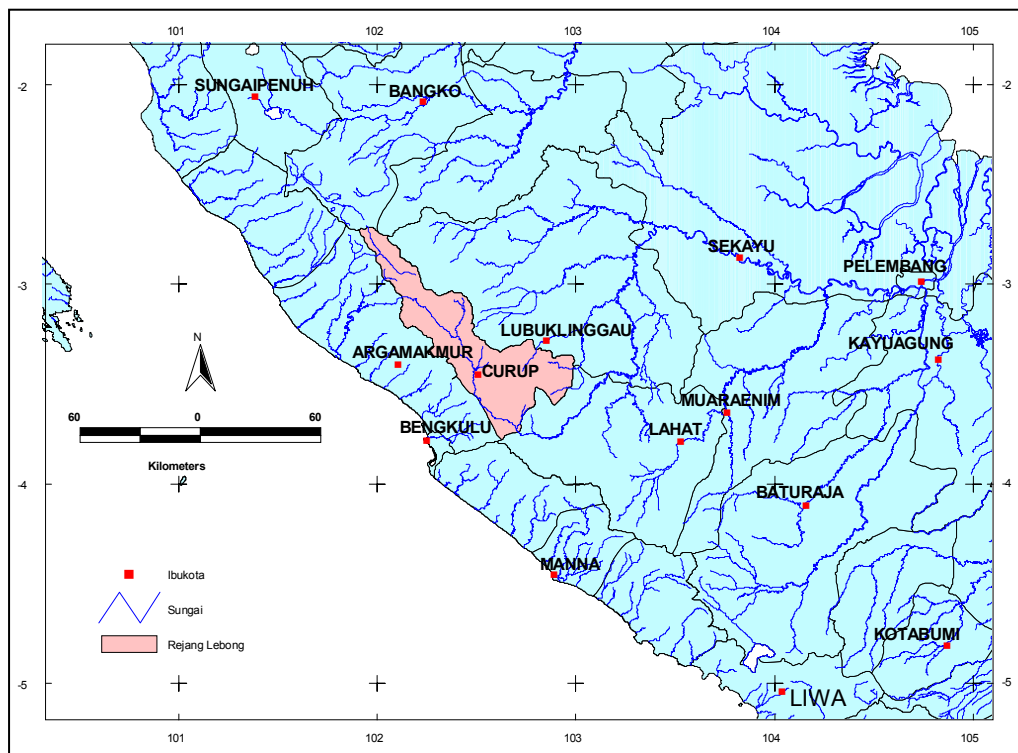 101 102 103 104 105
-2 -2
SUNGAIPENUH
BANGKO
SEKAYU
PELEMBANG
-3 -3
LUBUKLINGGAU
KAYUAGUNG
N
ARGAMAKMUR
CURUP
60 0 60
MUARAENIM
BENGKULU
LAHAT
Kilometers
-4 -4
BATURAJA
MANNA
Ibukota
Sungai
KOTABUMI
Rejang Lebong
-5 -5
LIWA
101 102 103 104 105